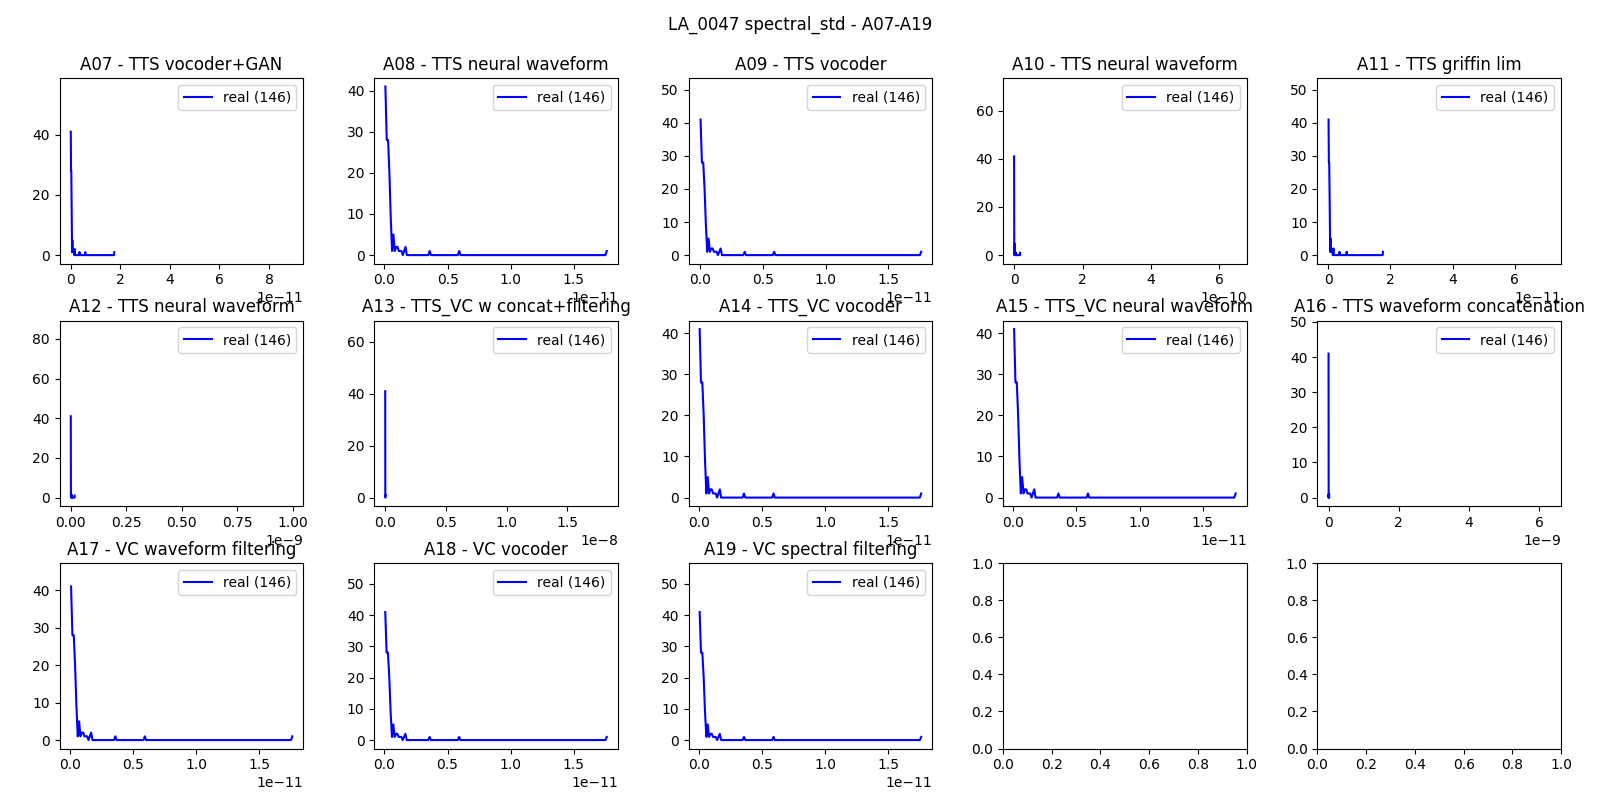 LA_0047 spectral_std - A07-A19
A07 - TTS vocoder+GAN
real (146)
40
20
0
0 2 4 6 8
1e−11
A08 - TTS neural waveform
real (146)
40
30
20
10
0
0.0 0.5 1.0 1.5
1e−11
A09 - TTS vocoder
real (146)
50
40
30
20
10
0
0.0 0.5 1.0 1.5
A10 - TTS neural waveform
real (146)
60
40
20
0
0 2 4 6
1e−10
A11 - TTS griffin lim
real (146)
50
40
30
20
10
0
0 2 4 6
1e−11
A12 - TTS neural waveform
real (146)
80
60
40
20
0
0.00 0.25 0.50 0.75 1.00
1e−9
A13 - TTS_VC w concat+filtering
real (146)
60
40
20
0
0.0 0.5 1.0 1.5
1e−8
A14 - TTS_VC vocoder
real (146)
40
30
20
10
0
0.0 0.5 1.0 1.5
1e−11
A15 - TTS_VC neural waveform
real (146)
40
30
20
10
0
0.0 0.5 1.0 1.5
1e−11
A16 - TTS waveform concatenation
real (146)
50
40
30
20
10
0
0 2 4 6
1e−9
A17 - VC waveform filtering
real (146)
40
30
20
10
0
0.0 0.5 1.0 1.5
1e−11
A18 - VC vocoder
real (146)
50
40
30
20
10
0
0.0 0.5 1.0 1.5
1e−11
A19 - VC spectral filtering
real (146)
50
40
30
20
10
0
0.0 0.5 1.0 1.5
1e−11
1.0
0.8
0.6
0.4
0.2
0.0
0.0 0.2 0.4 0.6 0.8 1.0
1.0
0.8
0.6
0.4
0.2
0.0
0.0 0.2 0.4 0.6 0.8 1.0